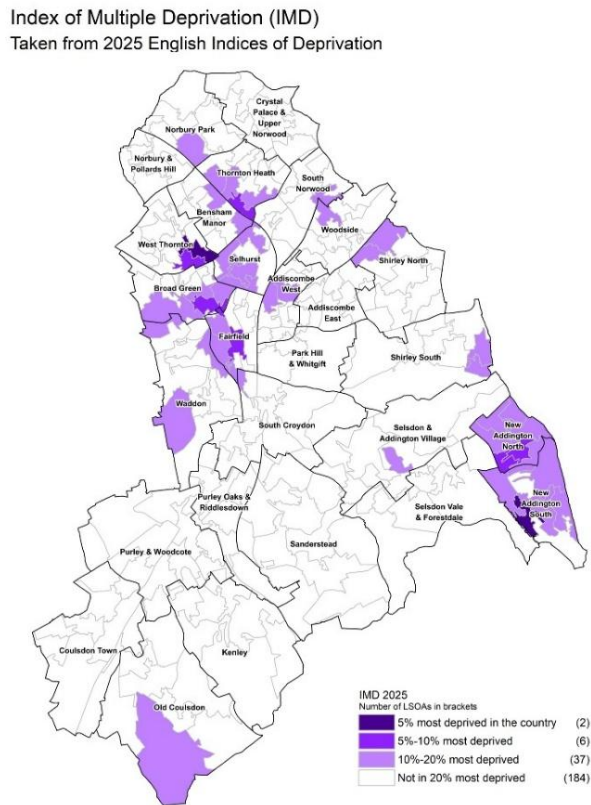 Index of Multiple Deprivation (IMD)
Taken from 2025 English Indices of Deprivation
Crystal
Palace &
Upper
Norwood
Norbury Park
Norbury &
Pollards Hill
Thornton Heath
South
Norwood
Bensham
Manor
Woodside
West Thornton
Selhurst
Shirley North
Broad Green
Addiscombe
West
Addiscombe
East
Fairfield
Park Hill
& Whitgift
Shirley South
Waddon
South Croydon
Selsdon &
Addington Village
New
Addington
North
New
Addington
South
Purley Oaks &
Riddlesdown
Selsdon Vale
& Forestdale
Sanderstead
Purley & Woodcote
Coulsdon Town
Kenley
Old Coulsdon
IMD 2025
Number of LSOAs in brackets
5% most deprived in the country (2)
5%-10% most deprived (6)
10%-20% most deprived (37)
Not in 20% most deprived (184)